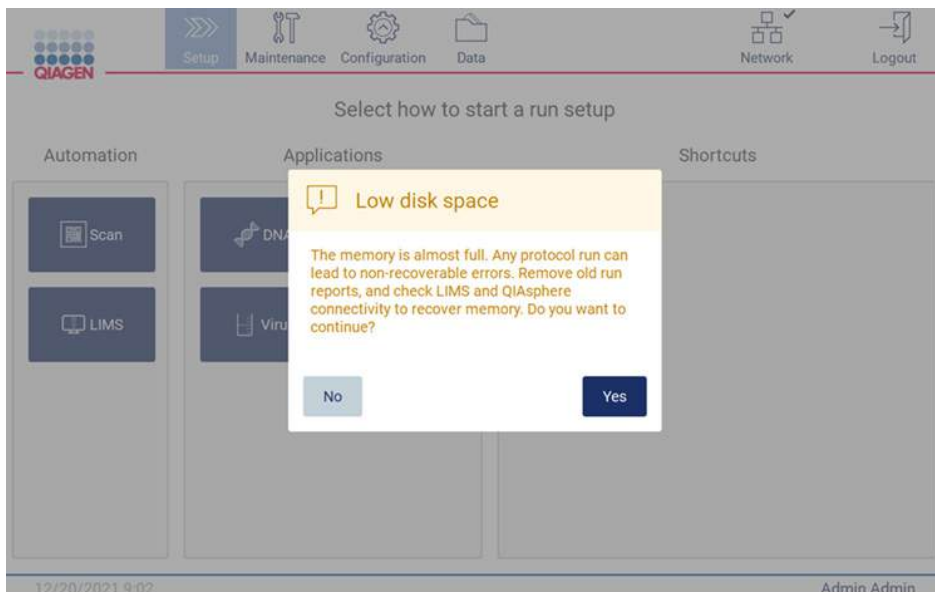 QIAGEN
Setup
Maintenance
Configuration
Data
Network
Logout
Select how to start a run setup
Automation
Applications
Shortcuts
Scan
LIMS
DNA
Viru
Low disk space
The memory is almost full. Any protocol run can
lead to non-recoverable errors. Remove old run
reports, and check LIMS and QIAsphere
connectivity to recover memory. Do you want to
continue?
No
Yes
12/20/2021 9:02
Admin Admin